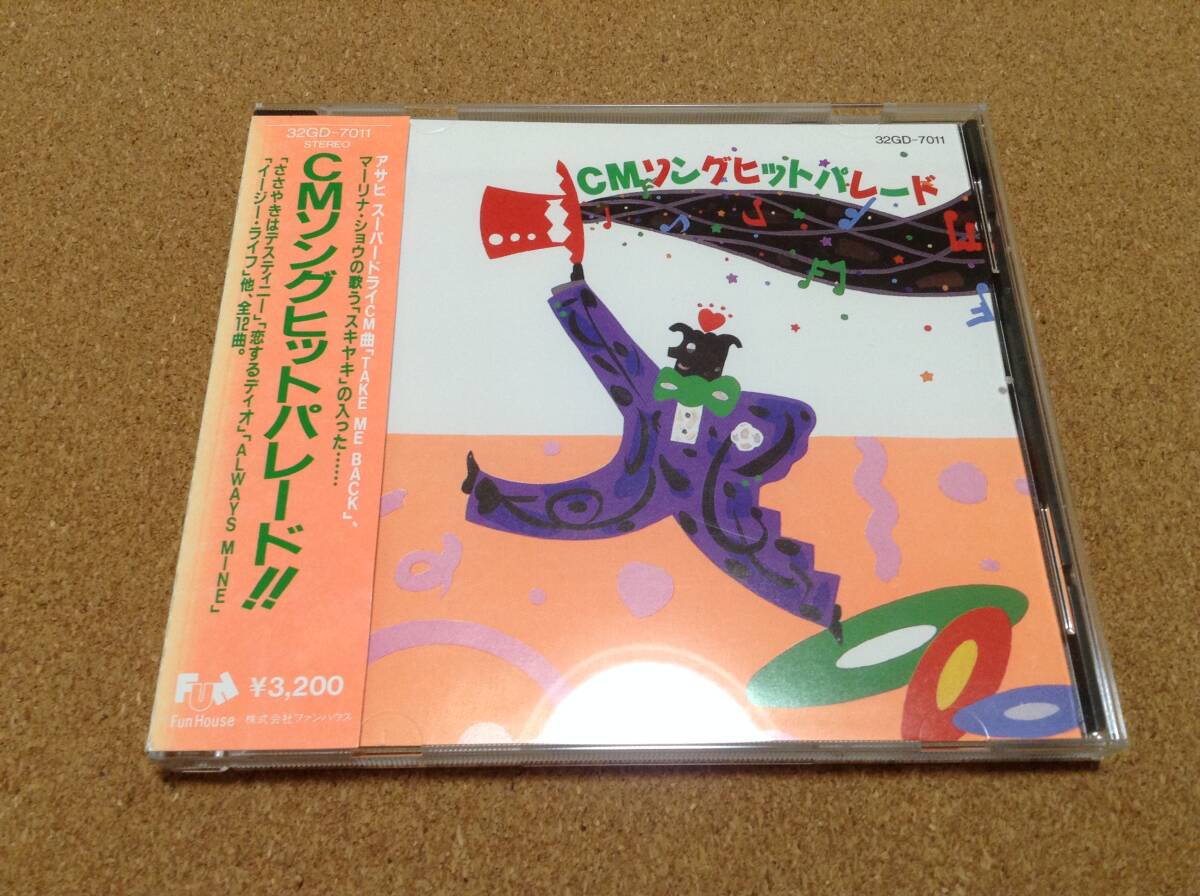 32GD-7011
STEREO
CMソングヒットパレード!!
アサヒ スーパードライCM曲「TAKE ME BACK」、
マーリナ・ショウの歌う「スキヤキ」の入った……
「ささやきはデスティニー」「恋するディオ」「ALWAYS MINE」
「イージー・ライフ」他、全12曲。
FUN
Fun House
¥3,200
株式会社ファンハウス
32GD-7011
CMソングヒットパレード